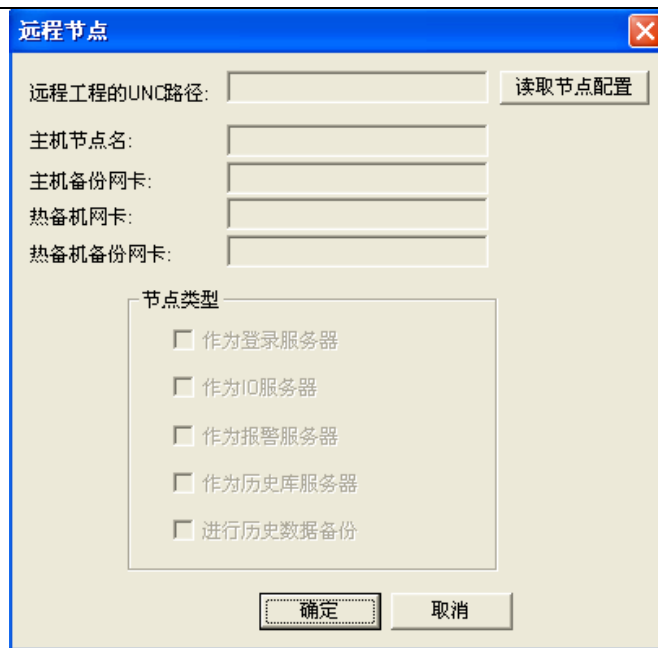 远程节点
远程工程的UNC路径: 读取节点配置
主机节点名:
主机备份网卡:
热备机网卡:
热备机备份网卡:
节点类型
作为登录服务器
作为IO服务器
作为报警服务器
作为历史库服务器
进行历史数据备份
确定 取消